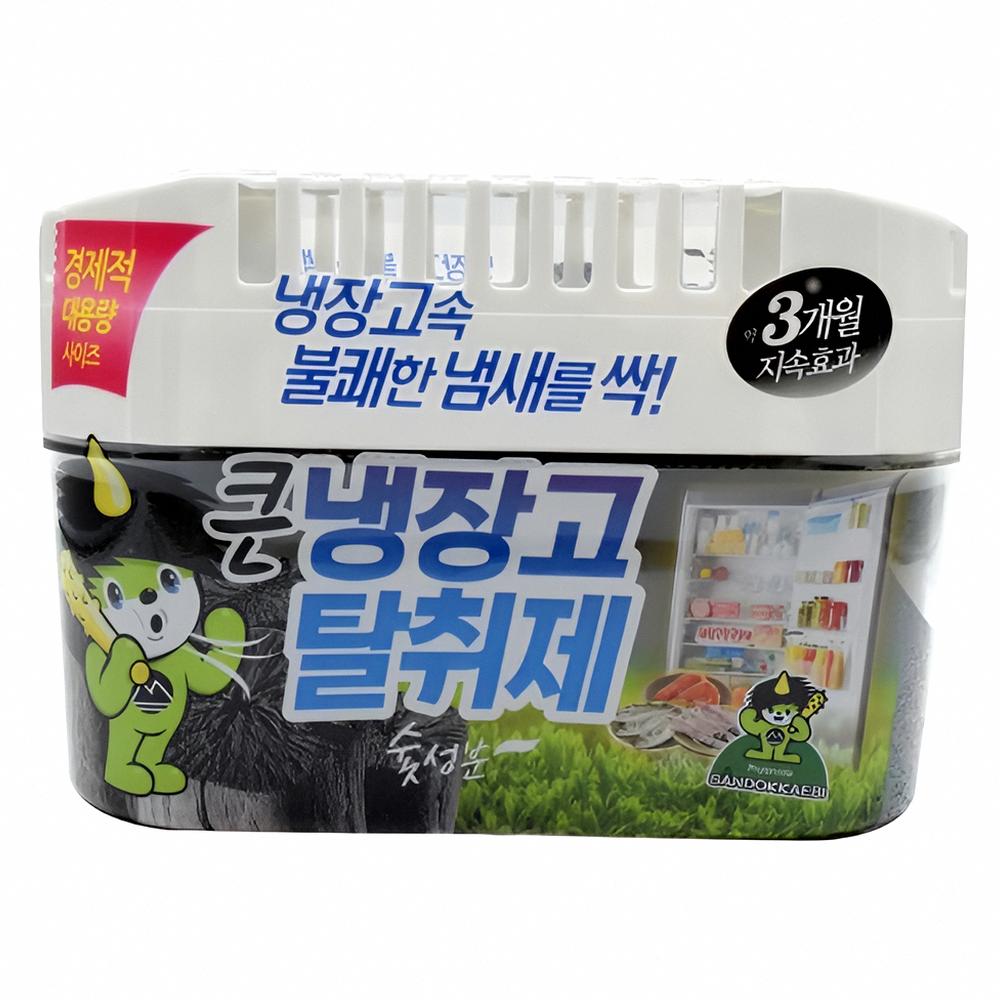 경제적
대용량
사이즈
냉장고속
불쾌한 냄새를 싹!
약 3개월
지속효과
큰 냉장고
탈취제
숯성분
BANDOKKAEBI